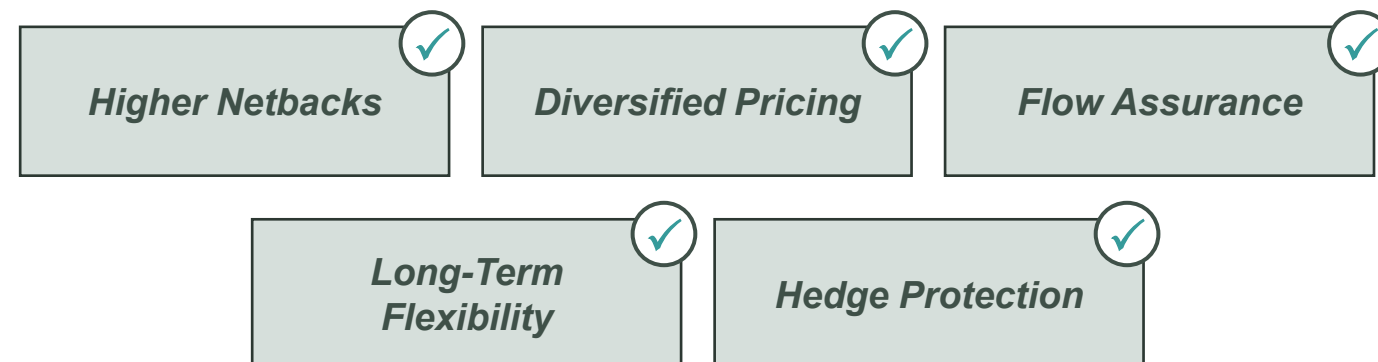 Higher Netbacks
Diversified Pricing
Flow Assurance
Long-Term
Flexibility
Hedge Protection